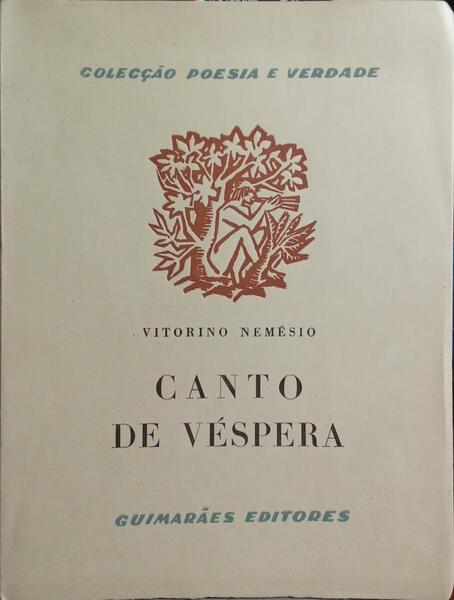 COLECÇÃO POESIA E VERDADE
VITORINO NEMÉSIO
CANTO
DE VÉSPERA
GUIMARÃES EDITORES